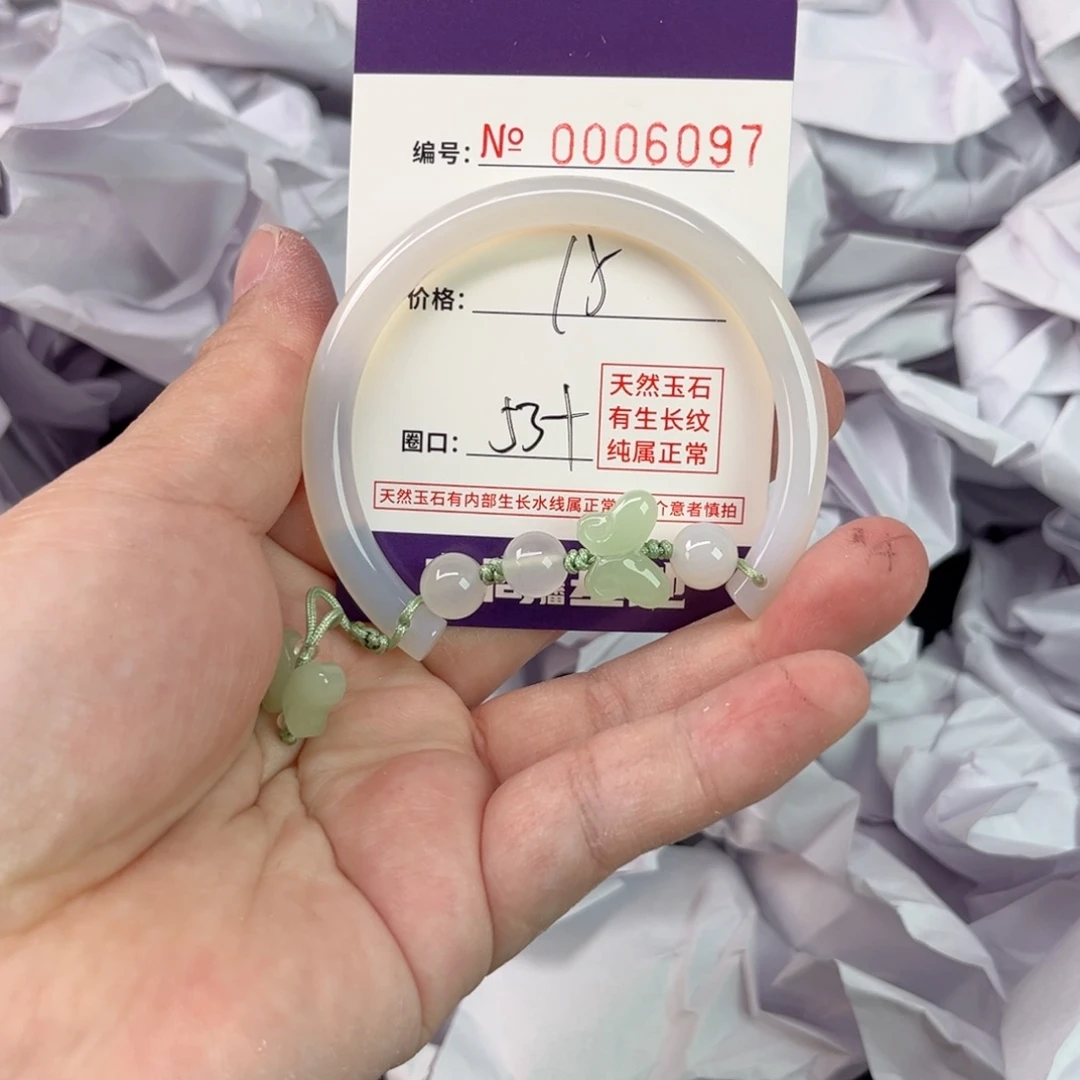 编号: № 0006097
价格: 15
圈口: 53+
天然玉石
有生长纹
纯属正常
天然玉石有内部生长水线属正常 介意者慎拍